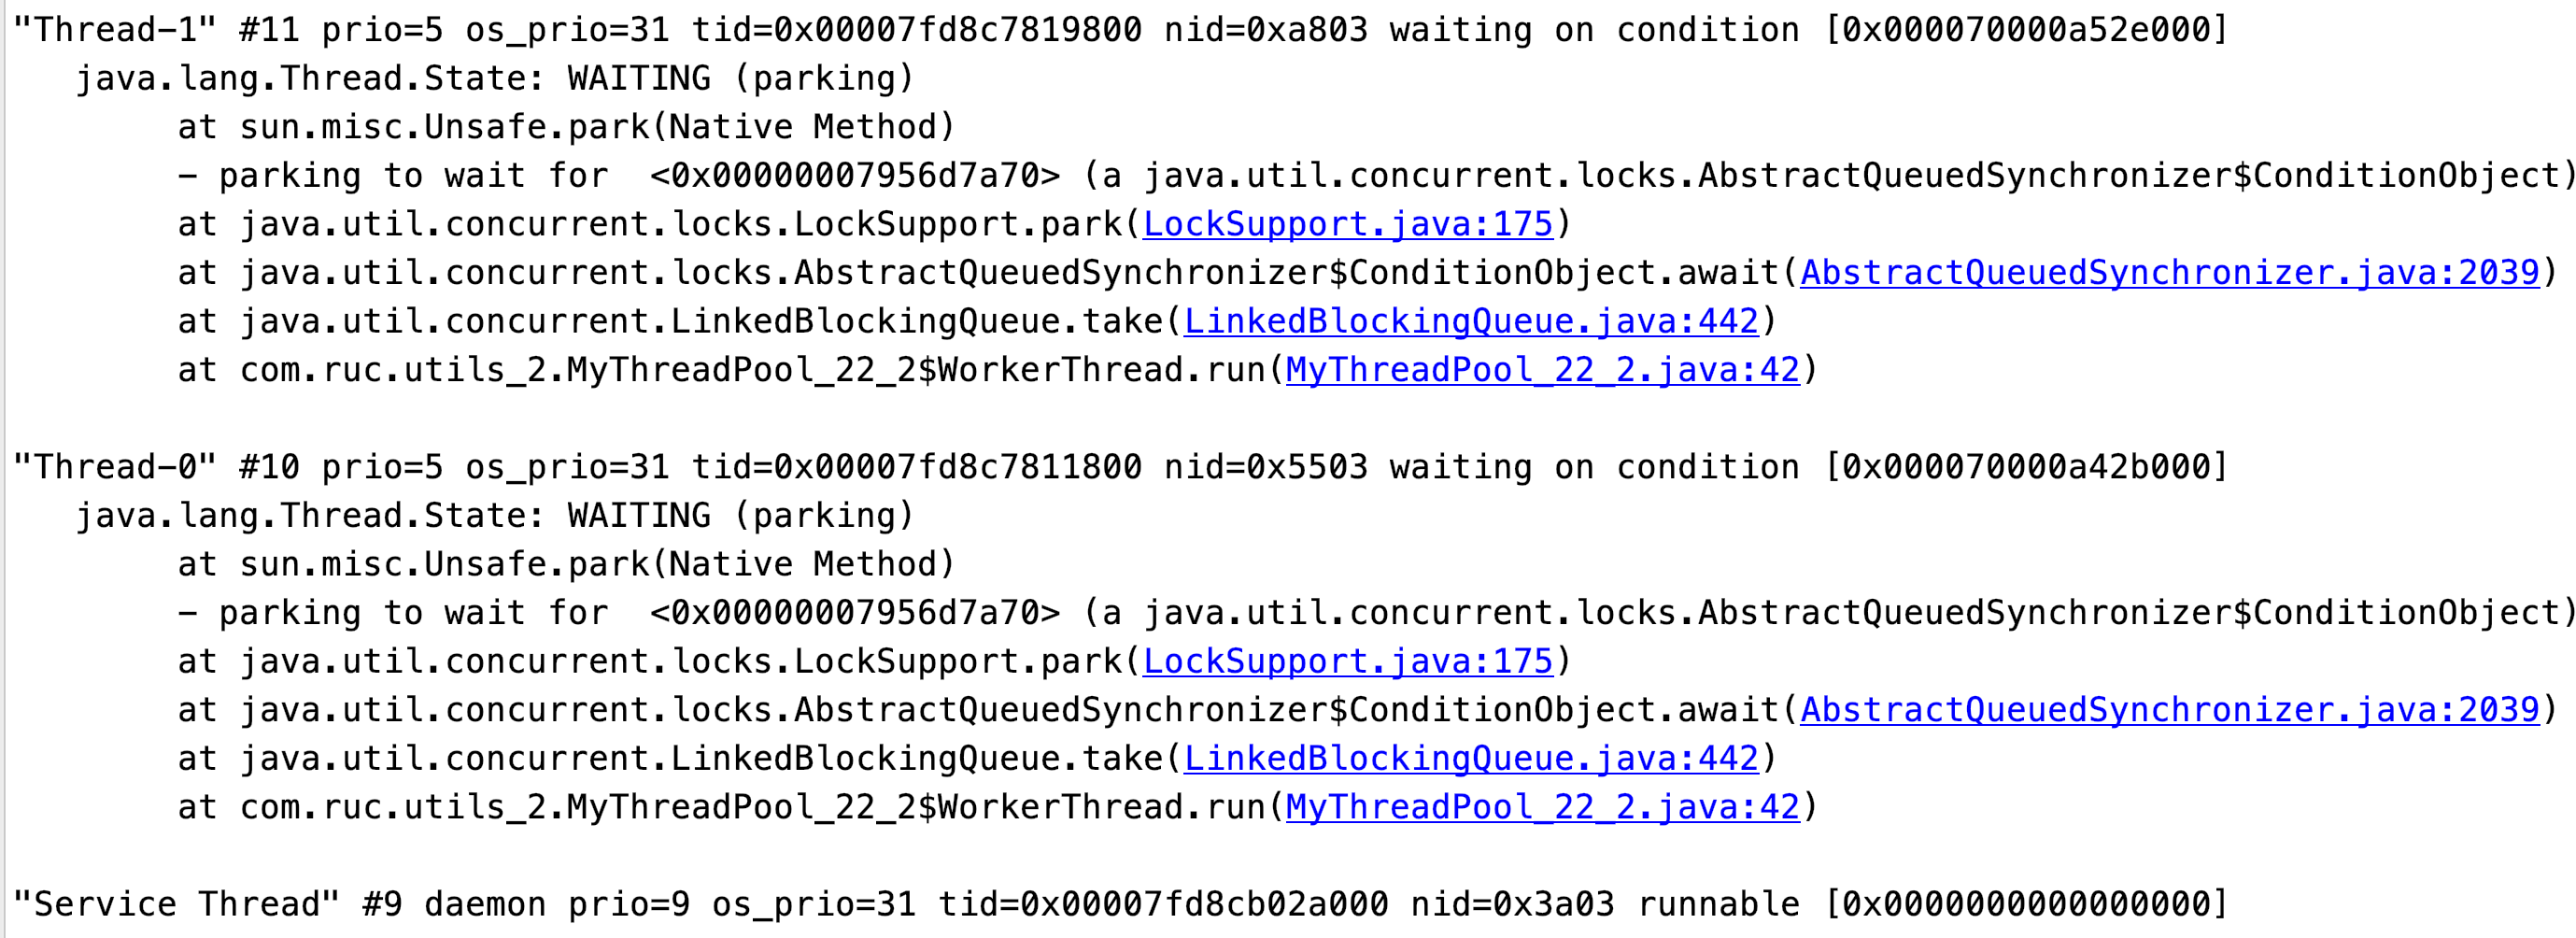 "Thread-1" #11 prio=5 os_prio=31 tid=0x00007fd8c7819800 nid=0xa803 waiting on condition [0x000070000a52e000]
java.lang.Thread.State: WAITING (parking)
at sun.misc.Unsafe.park(Native Method)
- parking to wait for  <0x00000007956d7a70> (a java.util.concurrent.locks.AbstractQueuedSynchronizer$ConditionObject)
at java.util.concurrent.locks.LockSupport.park(LockSupport.java:175)
at java.util.concurrent.locks.AbstractQueuedSynchronizer$ConditionObject.await(AbstractQueuedSynchronizer.java:2039)
at java.util.concurrent.LinkedBlockingQueue.take(LinkedBlockingQueue.java:442)
at com.ruc.utils_2.MyThreadPool_22_2$WorkerThread.run(MyThreadPool_22_2.java:42)
"Thread-0" #10 prio=5 os_prio=31 tid=0x00007fd8c7811800 nid=0x5503 waiting on condition [0x000070000a42b000]
java.lang.Thread.State: WAITING (parking)
at sun.misc.Unsafe.park(Native Method)
- parking to wait for  <0x00000007956d7a70> (a java.util.concurrent.locks.AbstractQueuedSynchronizer$ConditionObject)
at java.util.concurrent.locks.LockSupport.park(LockSupport.java:175)
at java.util.concurrent.locks.AbstractQueuedSynchronizer$ConditionObject.await(AbstractQueuedSynchronizer.java:2039)
at java.util.concurrent.LinkedBlockingQueue.take(LinkedBlockingQueue.java:442)
at com.ruc.utils_2.MyThreadPool_22_2$WorkerThread.run(MyThreadPool_22_2.java:42)
"Service Thread" #9 daemon prio=9 os_prio=31 tid=0x00007fd8cb02a000 nid=0x3a03 runnable [0x0000000000000000]